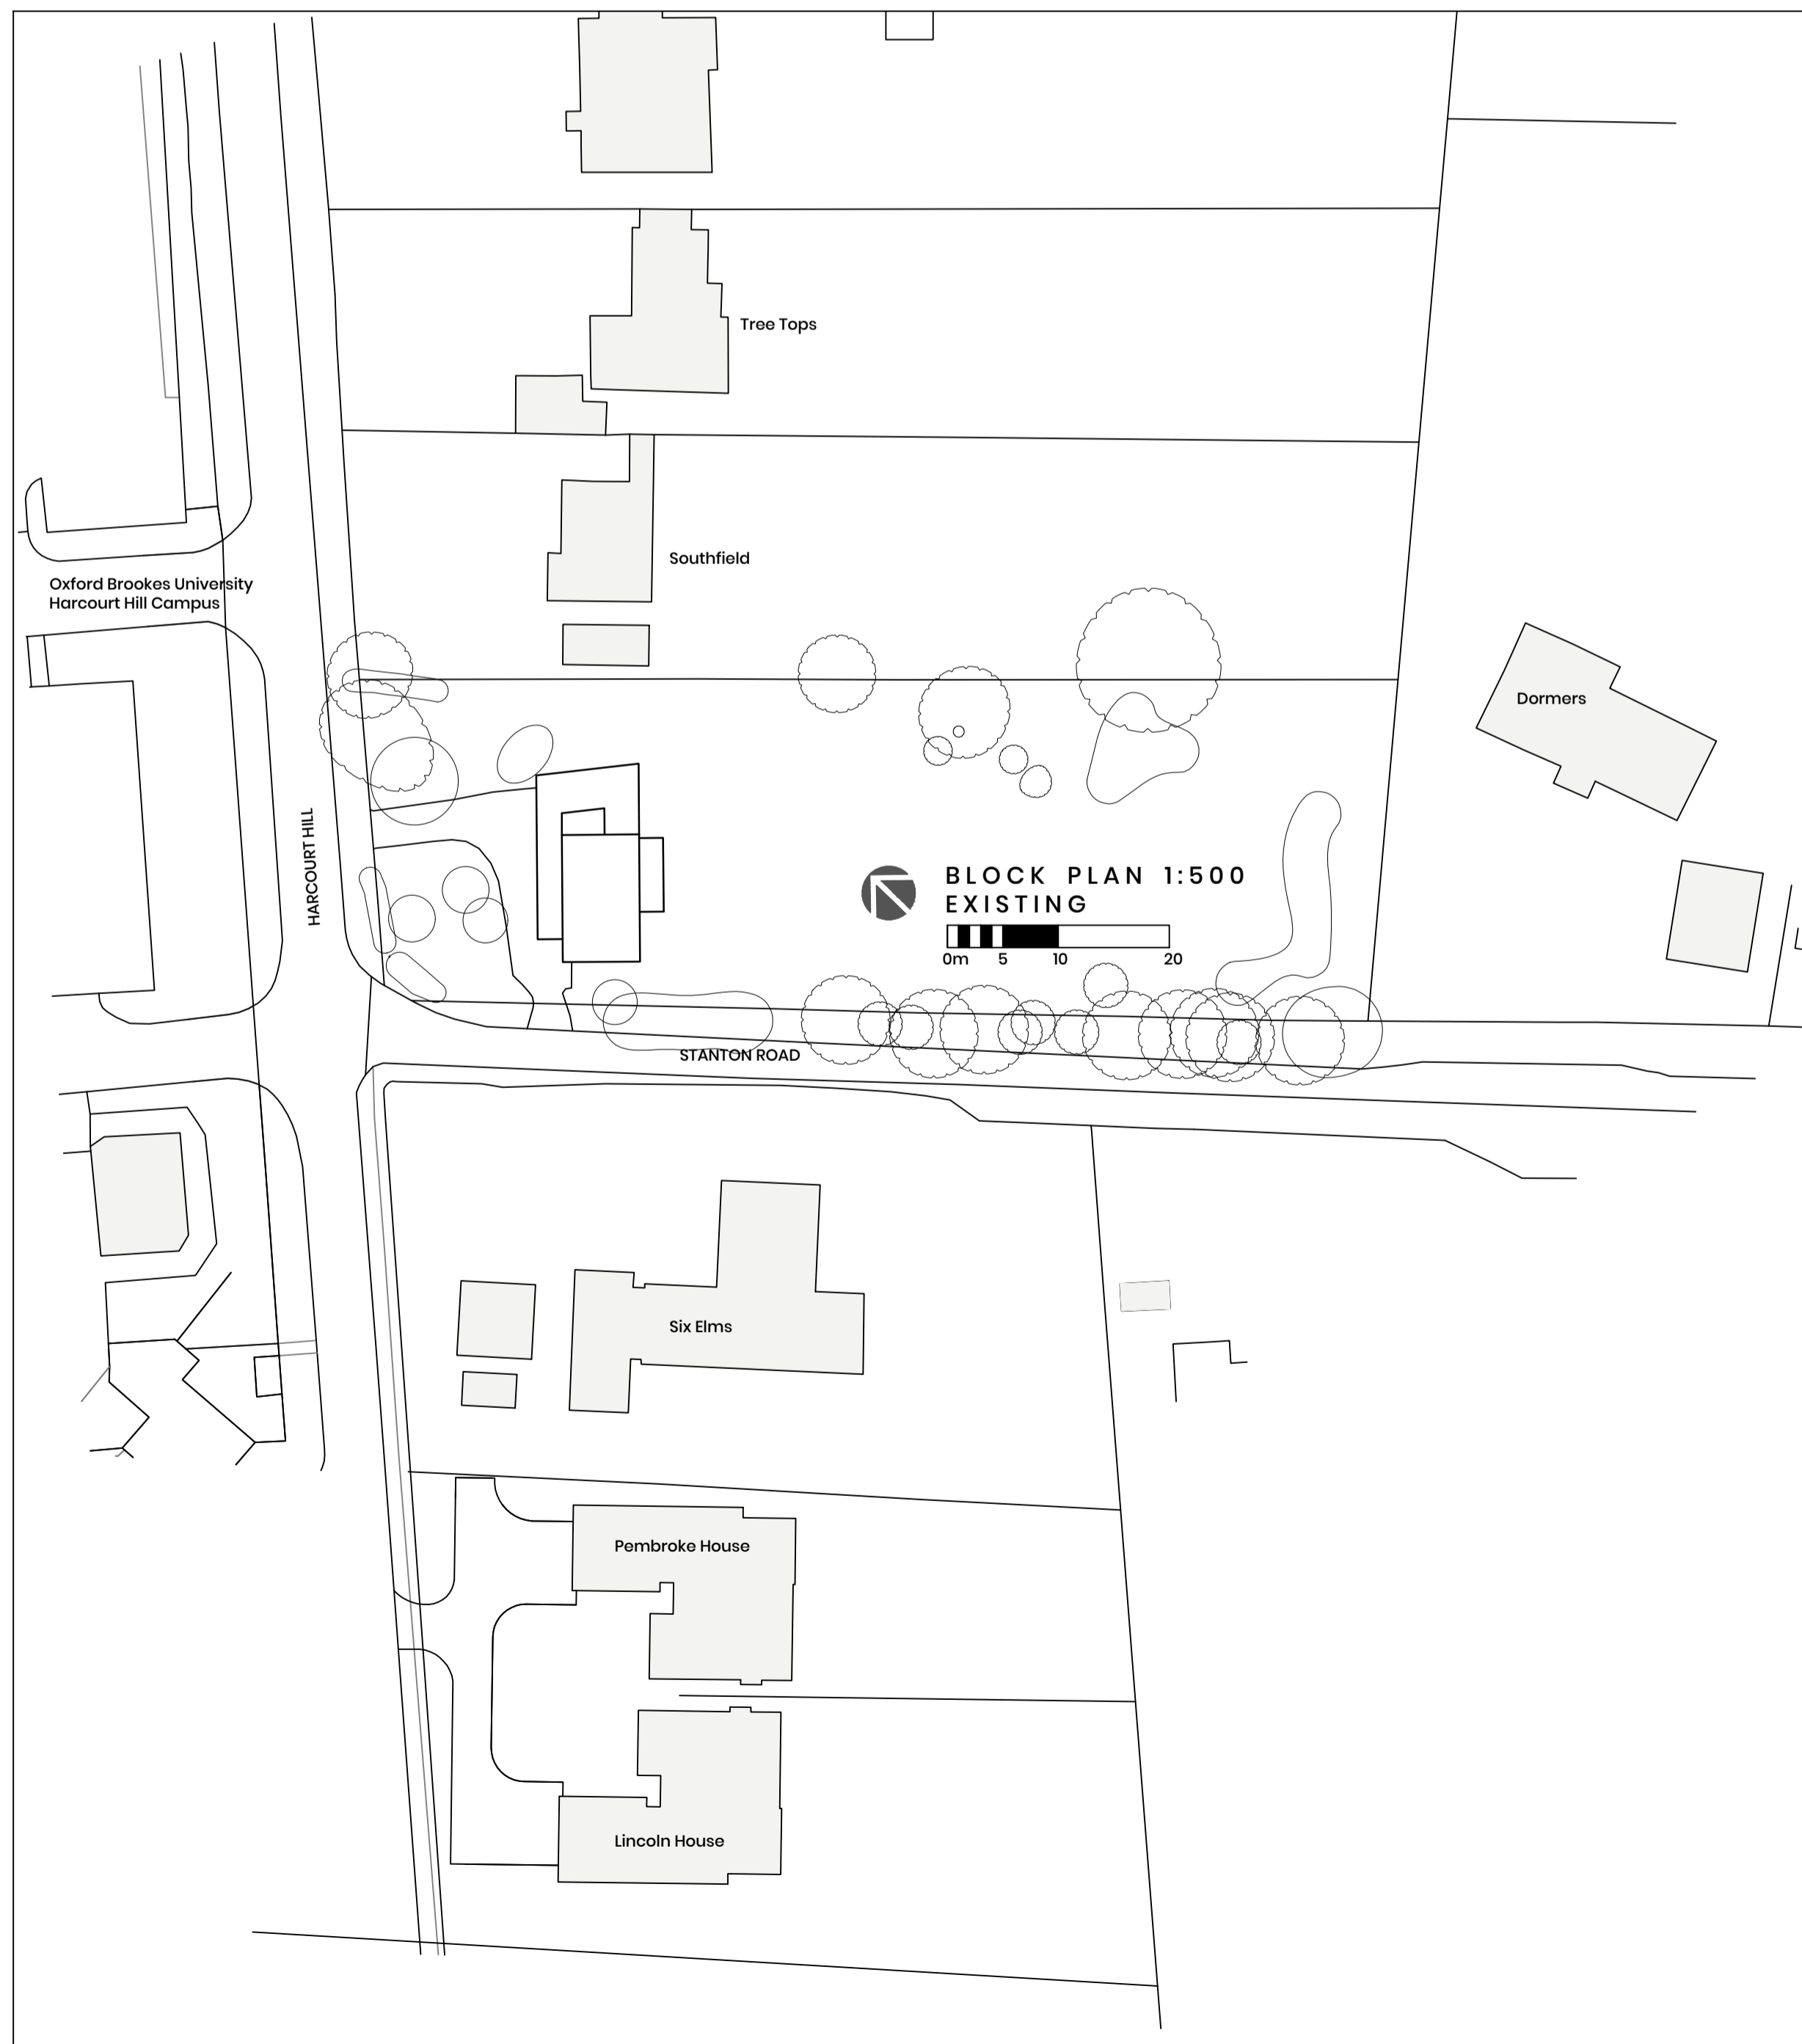 Tree Tops
Southfield
Oxford Brookes University
Harcourt Hill Campus
Dormers
HARCOURT HILL
BLOCK PLAN 1:500
EXISTING
0m 5 10 20
STANTON ROAD
Six Elms
Pembroke House
Lincoln House